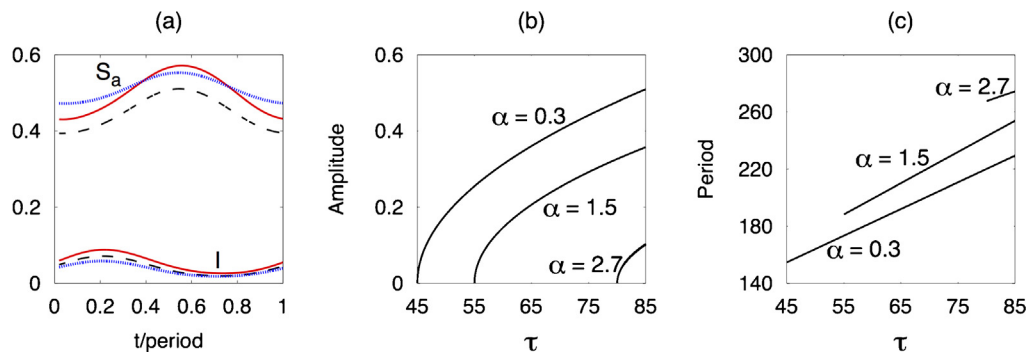 (a)
0.6
0.4
0.2
0
0 0.2 0.4 0.6 0.8 1
t/period
Sa
I
(b)
Amplitude
0.6
0.4
0.2
0
45 55 65 75 85
τ
α = 0.3
α = 1.5
α = 2.7
(c)
Period
300
260
220
180
140
45 55 65 75 85
τ
α = 2.7
α = 1.5
α = 0.3